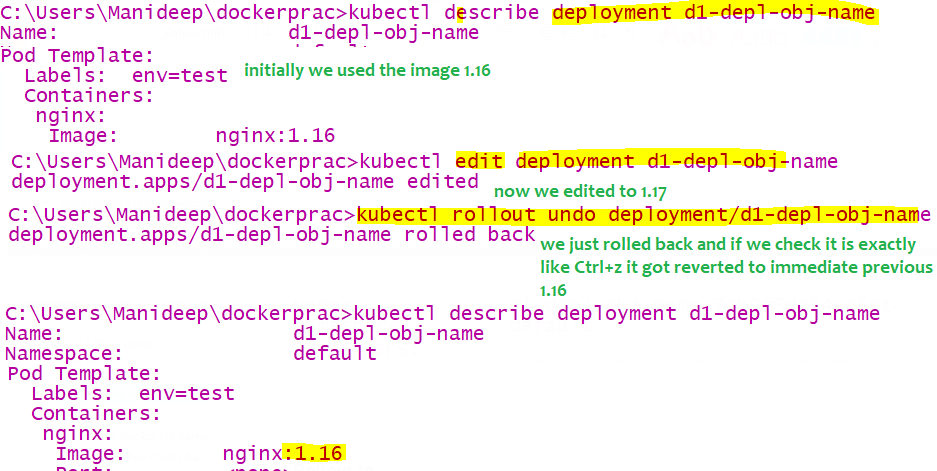 C:\Users\Manideep\dockerprac>kubectl describe deployment d1-depl-obj-name
Name: d1-depl-obj-name
Pod Template:
Labels: env=test
initially we used the image 1.16
Containers:
nginx:
Image: nginx:1.16
C:\Users\Manideep\dockerprac>kubectl edit deployment d1-depl-obj-name
deployment.apps/d1-depl-obj-name edited
now we edited to 1.17
C:\Users\Manideep\dockerprac>kubectl rollout undo deployment/d1-depl-obj-name
deployment.apps/d1-depl-obj-name rolled back
we just rolled back and if we check it is exactly
like Ctrl+z it got reverted to immediate previous
1.16
C:\Users\Manideep\dockerprac>kubectl describe deployment d1-depl-obj-name
Name: d1-depl-obj-name
Namespace: default
Pod Template:
Labels: env=test
Containers:
nginx:
Image: nginx:1.16